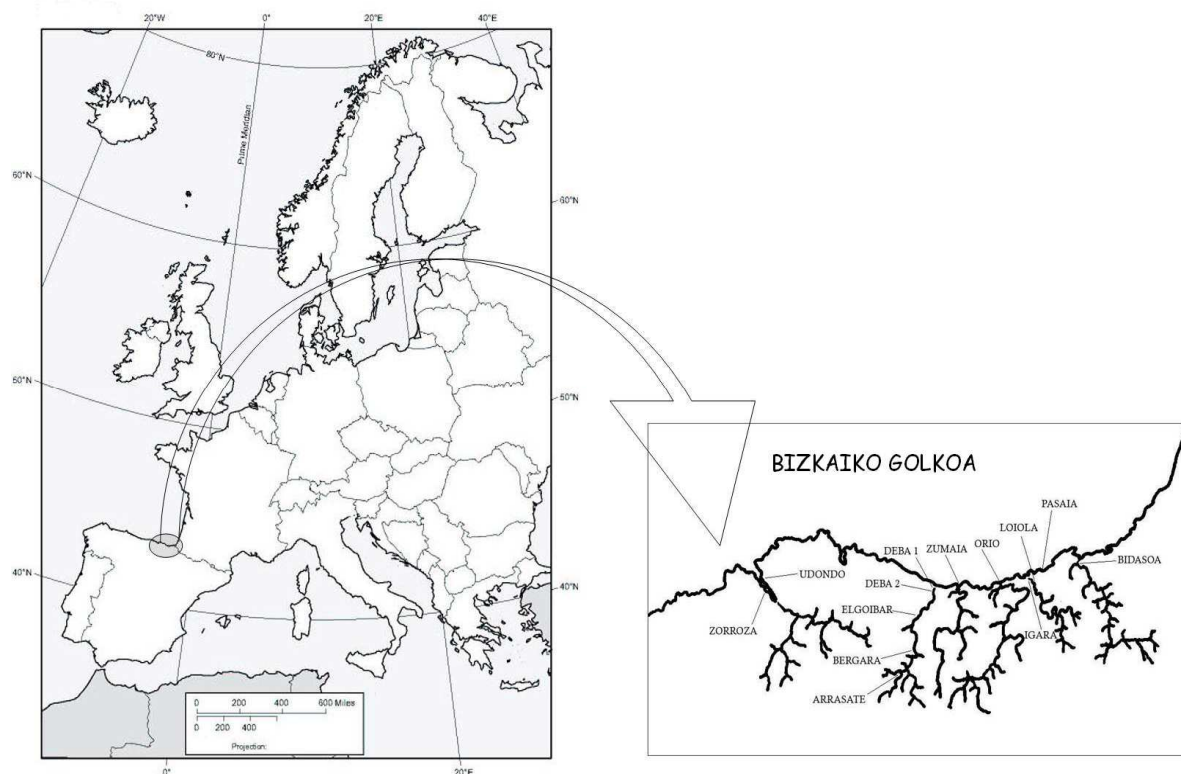 20°W
0°
20°E
40°E
80°N
Prime Meridian
60°N
60°N
50°N
50°N
40°N
40°N
0 200 400 600 Miles
0 200 400
Projection:
0°
20°E
BIZKAIKO GOLKOA
PASAIA
LOIOLA
ORIO
ZUMAIA
DEBA 1
BIDASOA
UDONDO
DEBA 2
ELGOIBAR
ZORROZA
IGARA
BERGARA
ARRASATE